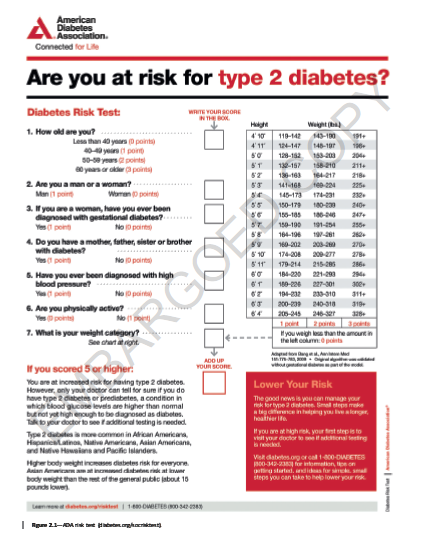 American
Diabetes
Association®
Connected for Life
Are you at risk for type 2 diabetes?
Diabetes Risk Test:
WRITE YOUR SCORE
IN THE BOX.
1. How old are you?
Less than 40 years (0 points)
40–49 years (1 point)
50–59 years (2 points)
60 years or older (3 points)
2. Are you a man or a woman?
Man (1 point) Woman (0 points)
3. If you are a woman, have you ever been
diagnosed with gestational diabetes?
Yes (1 point) No (0 points)
4. Do you have a mother, father, sister or brother
with diabetes?
Yes (1 point) No (0 points)
5. Have you ever been diagnosed with high
blood pressure?
Yes (1 point) No (0 points)
6. Are you physically active?
Yes (0 points) No (1 point)
7. What is your weight category?
See chart at right.
ADD UP
YOUR SCORE.
Height Weight (lbs.)
4' 10" 119–142 143–190 191+
4' 11" 124–147 148–197 198+
5' 0" 128–152 153–203 204+
5' 1" 132–157 158–210 211+
5' 2" 136–163 164–217 218+
5' 3" 141–168 169–224 225+
5' 4" 145–173 174–231 232+
5' 5" 150–179 180–239 240+
5' 6" 155–185 186–246 247+
5' 7" 159–190 191–254 255+
5' 8" 164–196 197–261 262+
5' 9" 169–202 203–269 270+
5' 10" 174–208 209–277 278+
5' 11" 179–214 215–285 286+
6' 0" 184–220 221–293 294+
6' 1" 189–226 227–301 302+
6' 2" 194–232 233–310 311+
6' 3" 200–239 240–318 319+
6' 4" 205–245 246–327 328+
1 point 2 points 3 points
If you weigh less than the amount in
the left column: 0 points
Adapted from Bang et al., Ann Intern Med
151:775–783, 2009 • Original algorithm was validated
without gestational diabetes as part of the model.
If you scored 5 or higher:
You are at increased risk for having type 2 diabetes.
However, only your doctor can tell for sure if you do
have type 2 diabetes or prediabetes, a condition in
which blood glucose levels are higher than normal
but not yet high enough to be diagnosed as diabetes.
Talk to your doctor to see if additional testing is needed.
Type 2 diabetes is more common in African Americans,
Hispanics/Latinos, Native Americans, Asian Americans,
and Native Hawaiians and Pacific Islanders.
Higher body weight increases diabetes risk for everyone.
Asian Americans are at increased diabetes risk at lower
body weight than the rest of the general public (about 15
pounds lower).
Lower Your Risk
The good news is you can manage your
risk for type 2 diabetes. Small steps make
a big difference in helping you live a longer,
healthier life.
If you are at high risk, your first step is to
visit your doctor to see if additional testing
is needed.
Visit diabetes.org or call 1-800-DIABETES
(800-342-2383) for information, tips on
getting started, and ideas for simple, small
steps you can take to help lower your risk.
Diabetes Risk Test | American Diabetes Association®
Learn more at diabetes.org/risktest | 1-800-DIABETES (800-342-2383)
EMBARGOED COPY
Figure 2.1—ADA risk test (diabetes.org/socrisktest).